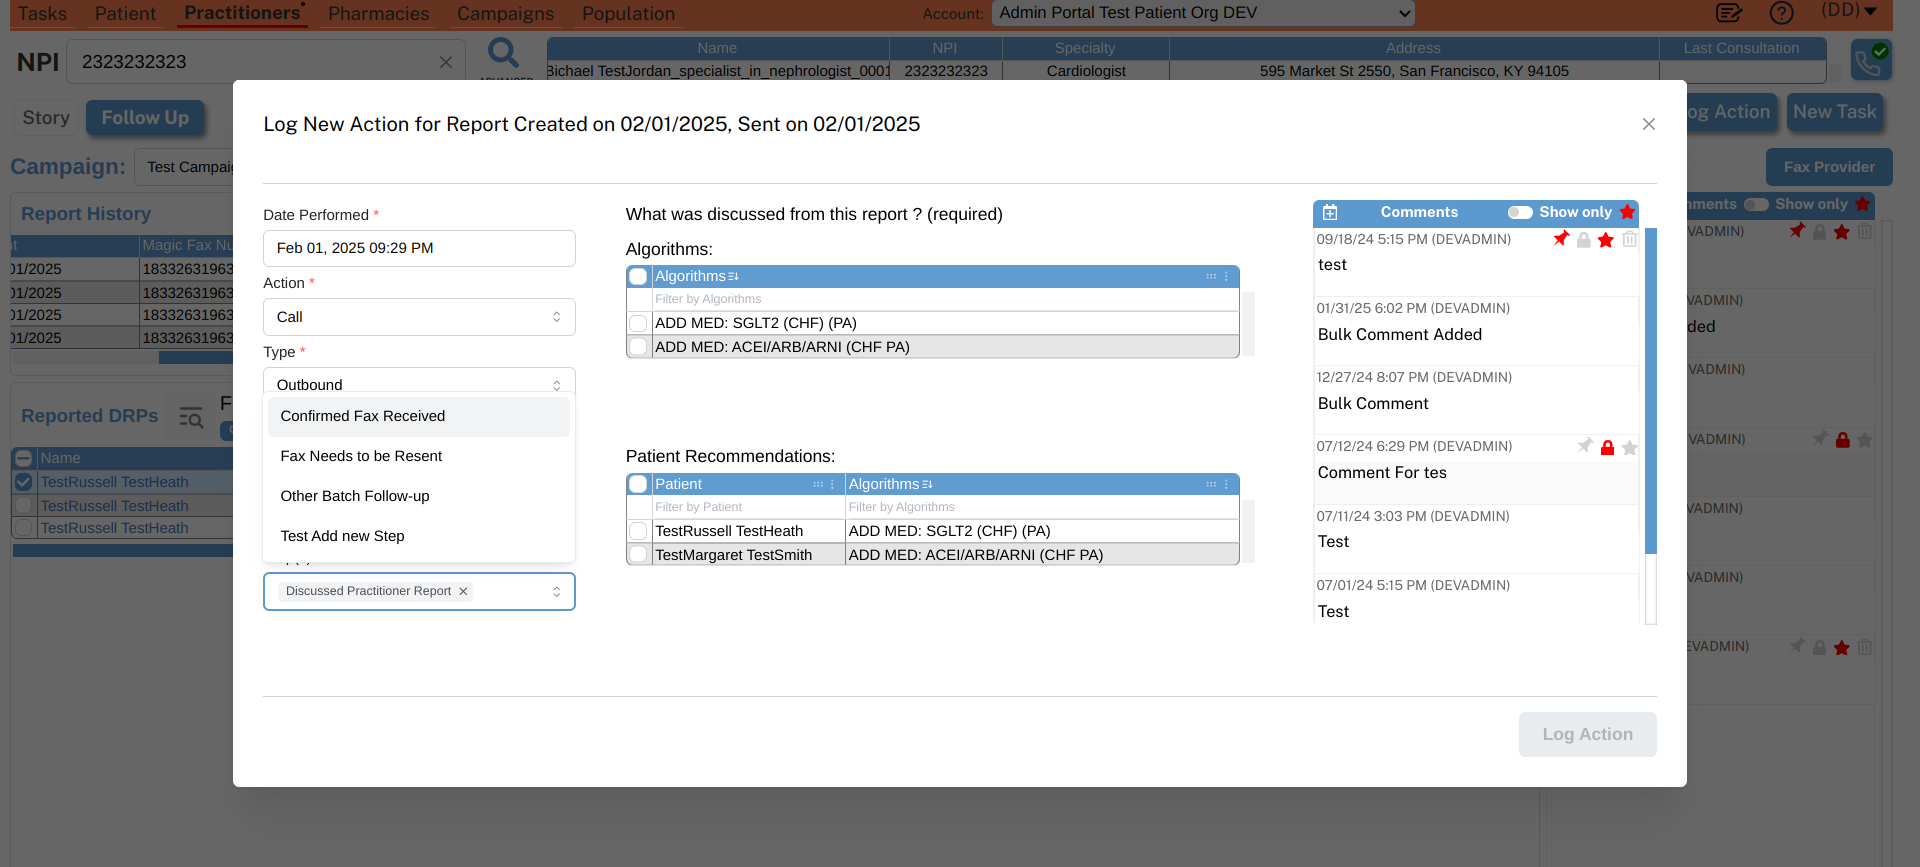 Tasks Patient Practitioners Pharmacies Campaigns Population Account: Admin Portal Test Patient Org DEV (DD)
NPI 2323232323
Name NPI Specialty Address Last Consultation
Bichael TestJordan_specialist_in_nephrologist_0001 2323232323 Cardiologist 595 Market St 2550, San Francisco, KY 94105
Story Follow Up
og Action New Task
Campaign: Test Campaig
Fax Provider
Report History
Magic Fax Nu
01/2025 18332631963
01/2025 18332631963
01/2025 18332631963
01/2025 18332631963
Reported DRPs
Name
TestRussell TestHeath
TestRussell TestHeath
TestRussell TestHeath
Log New Action for Report Created on 02/01/2025, Sent on 02/01/2025
Date Performed *
Feb 01, 2025 09:29 PM
Action *
Call
Type *
Outbound
Confirmed Fax Received
Fax Needs to be Resent
Other Batch Follow-up
Test Add new Step
Discussed Practitioner Report
What was discussed from this report ? (required)
Algorithms:
Algorithms
Filter by Algorithms
ADD MED: SGLT2 (CHF) (PA)
ADD MED: ACEI/ARB/ARNI (CHF PA)
Patient Recommendations:
Patient Algorithms
Filter by Patient Filter by Algorithms
TestRussell TestHeath ADD MED: SGLT2 (CHF) (PA)
TestMargaret TestSmith ADD MED: ACEI/ARB/ARNI (CHF PA)
Comments Show only
09/18/24 5:15 PM (DEVADMIN)
test
01/31/25 6:02 PM (DEVADMIN)
Bulk Comment Added
12/27/24 8:07 PM (DEVADMIN)
Bulk Comment
07/12/24 6:29 PM (DEVADMIN)
Comment For tes
07/11/24 3:03 PM (DEVADMIN)
Test
07/01/24 5:15 PM (DEVADMIN)
Test
Log Action
mments Show only
VADMIN)
ADMIN)
ded
ADMIN)
ADMIN)
ADMIN)
ADMIN)
EVADMIN)